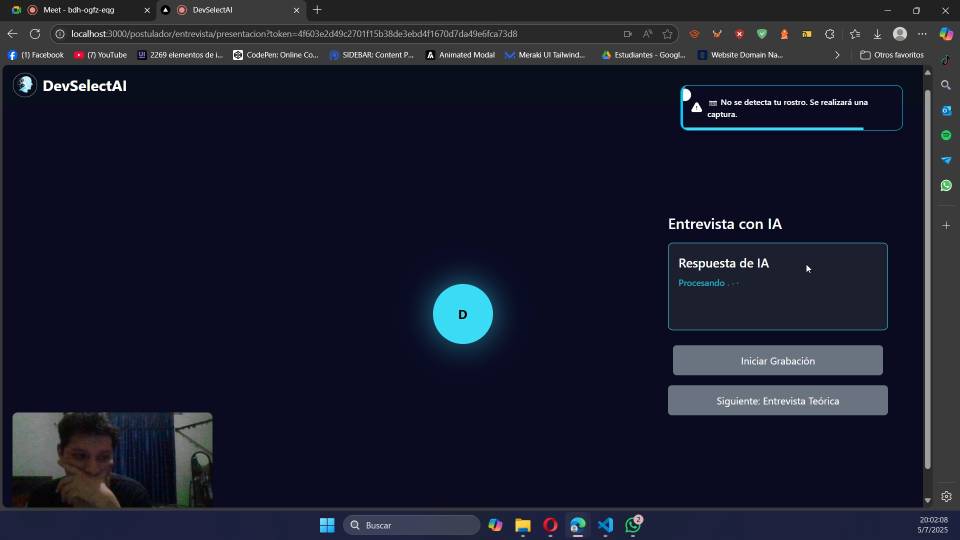 Meet - bdh-ogfz-eqg
DevSelectAI
localhost:3000/postulador/entrevista/presentacion?token=4f603e2d49c2701f15b38de3ebd4f1670d7da49e6fca73d8
(1) Facebook
(7) YouTube
2269 elementos de i...
CodePen: Online Co...
SIDEBAR: Content P...
Animated Modal
Meraki UI Tailwind...
Estudiantes - Googl...
Website Domain Na...
Otros favoritos
DevSelectAI
No se detecta tu rostro. Se realizará una
captura.
Entrevista con IA
Respuesta de IA
Procesando . . .
D
Iniciar Grabación
Siguiente: Entrevista Teórica
Buscar
2
20:02:08
5/7/2025